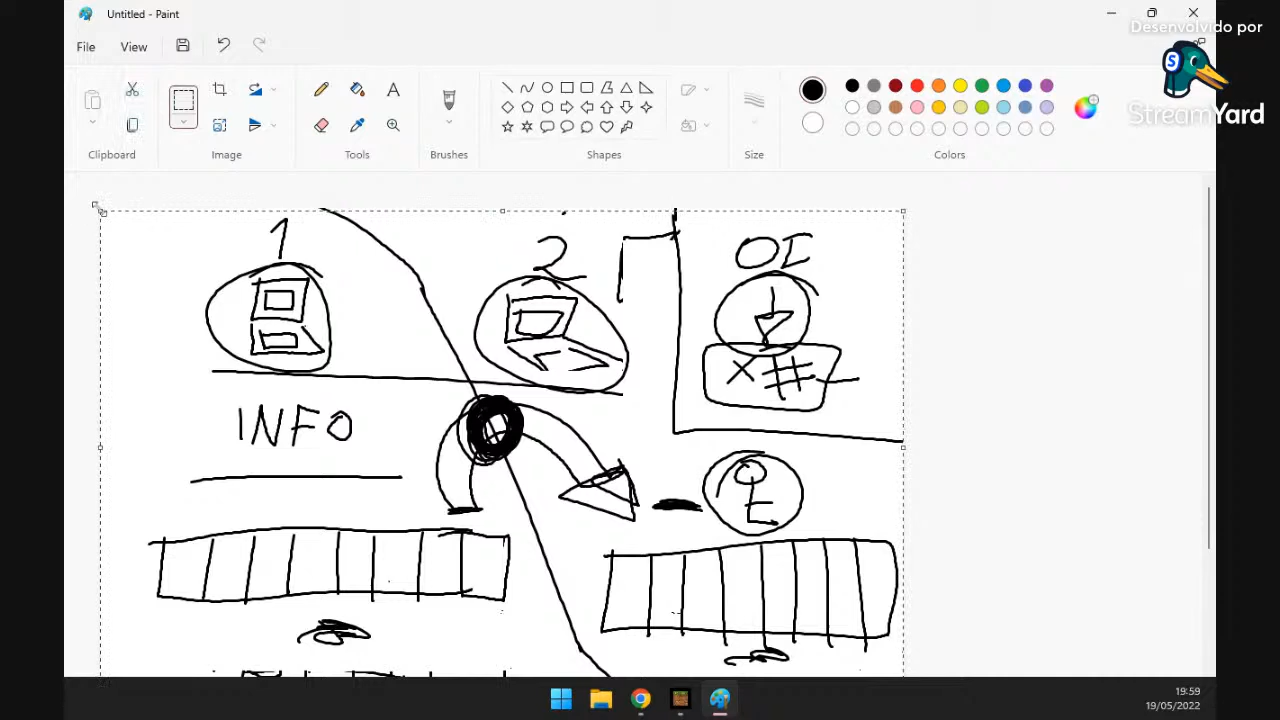 Untitled - Paint
Desenvolvido por
S
StreamYard
File
View
Clipboard
Image
Tools
Brushes
Shapes
Size
Colors
A
1
2
OI
X#
INFO
19:59
19/05/2022